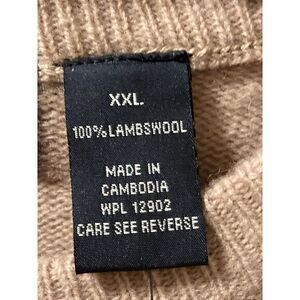 XXL
100% LAMBSWOOL
MADE IN
CAMBODIA
WPL 12902
CARE SEE REVERSE